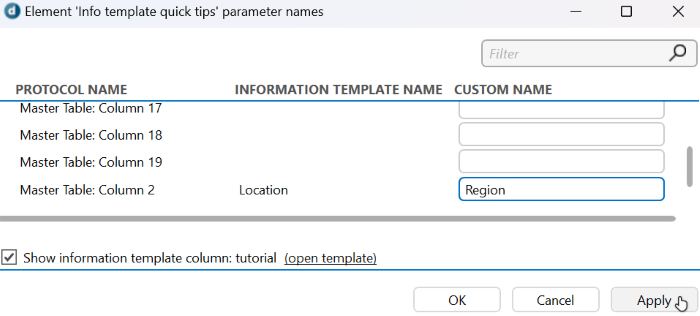 Element 'Info template quick tips' parameter names
Filter
PROTOCOL NAME INFORMATION TEMPLATE NAME CUSTOM NAME
Master Table: Column 17
Master Table: Column 18
Master Table: Column 19
Master Table: Column 2 Location Region
Show information template column: tutorial (open template)
OK Cancel Apply